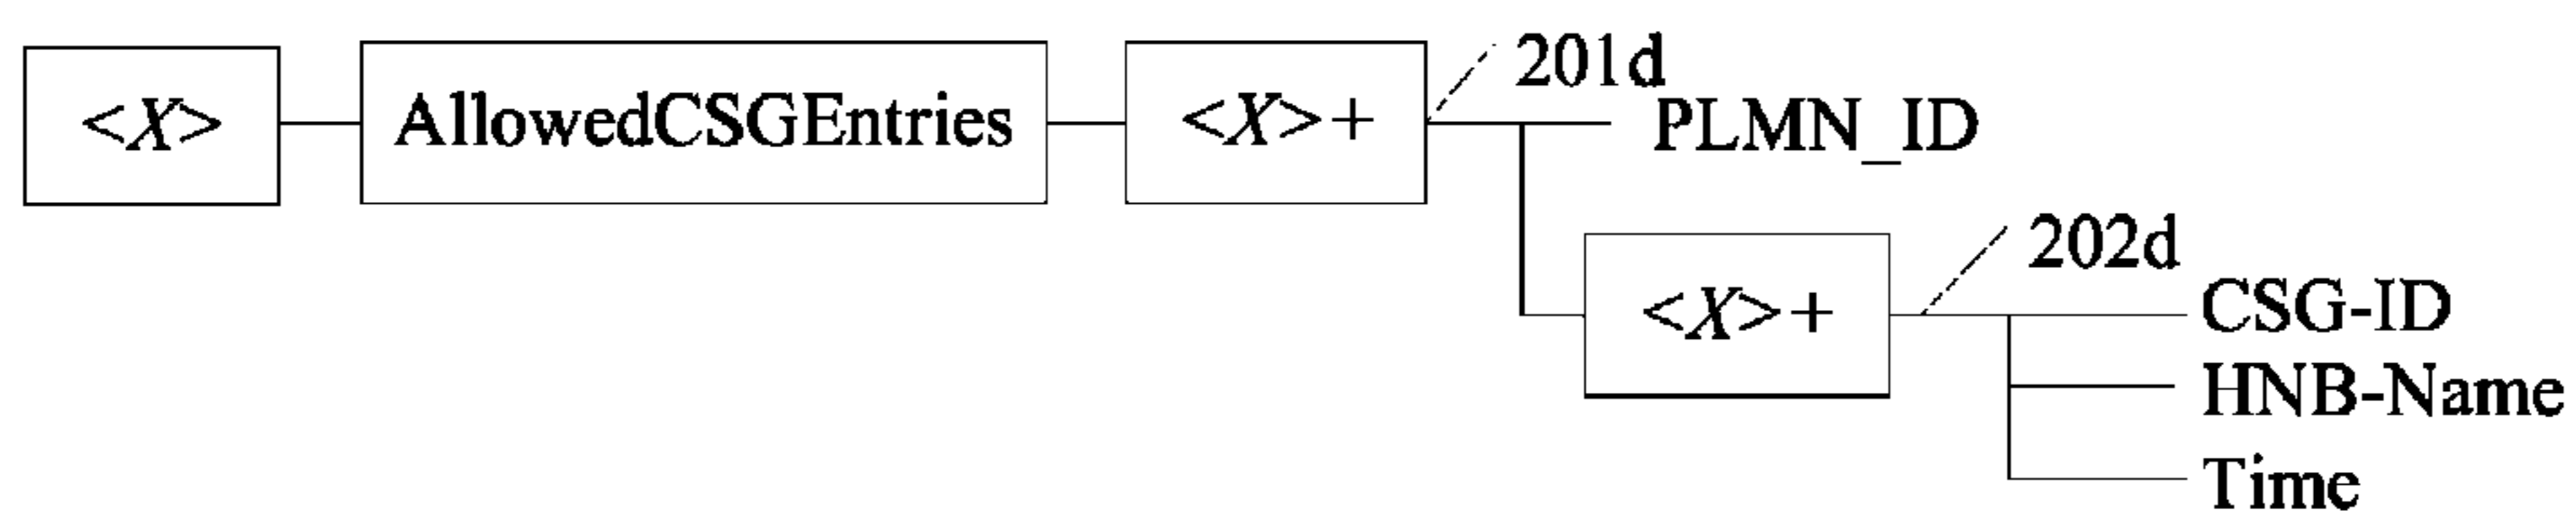 <X>
AllowedCSGEntries
<X>+
201d
PLMN_ID
<X>+
202d
CSG-ID
HNB-Name
Time